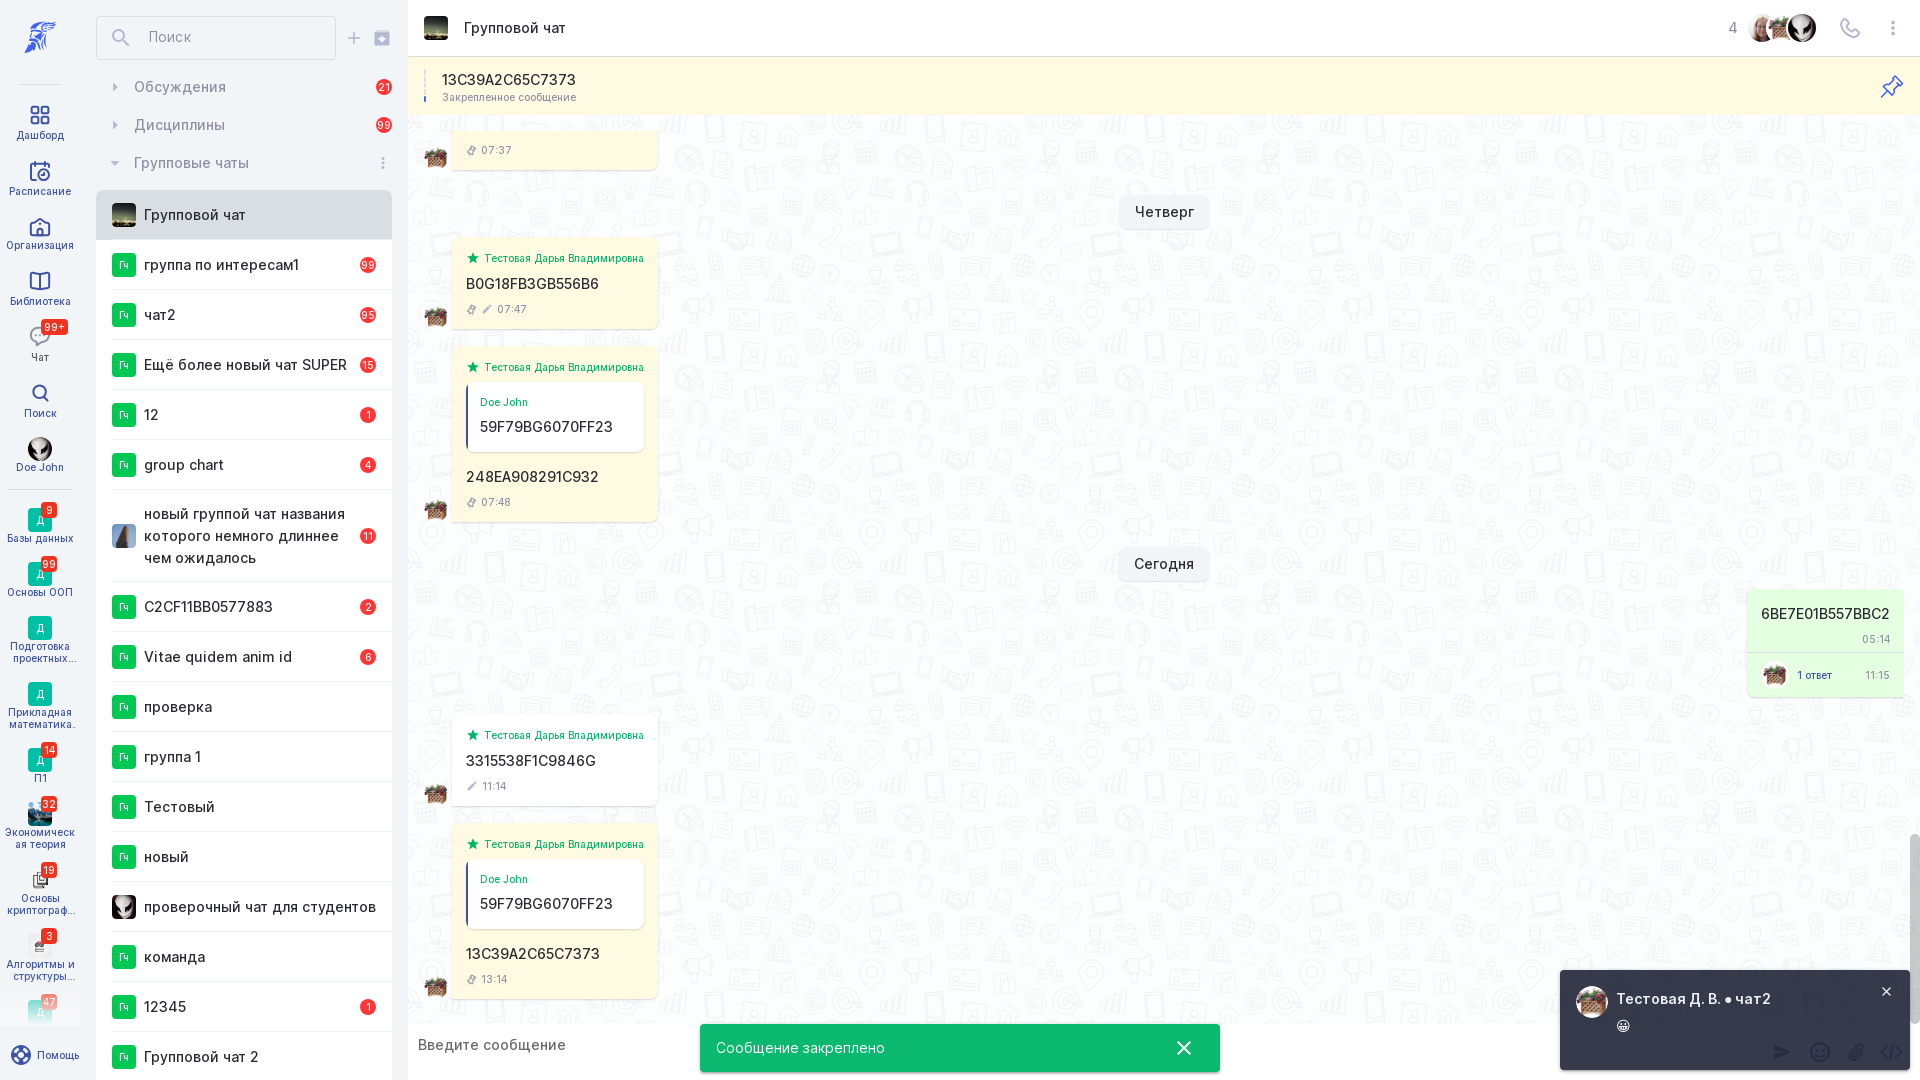 Дашборд
Расписание
Организация
Библиотека
99+
Чат
Поиск
Doe John
9
Д
Базы данных
99
Д
Основы ООП
Д
Подготовка
проектных...
Д
Прикладная
математика..
14
Д
П1
32
Экономическ
ая теория
19
Основы
криптограф...
3
Алгоритмы и
структуры...
47
Д
Помощь
Поиск
Обсуждения
21
Дисциплины
99
Групповые чаты
Групповой чат
Гч группа по интересам1 99
Гч чат2 95
Гч Ещё более новый чат SUPER 15
Гч 12 1
Гч group chart 4
новый группой чат названия
которого немного длиннее
чем ожидалось
11
Гч C2CF11BB0577883 2
Гч Vitae quidem anim id 6
Гч проверка
Гч группа 1
Гч Тестовый
Гч новый
проверочный чат для студентов
Гч команда
Гч 12345 1
Гч Групповой чат 2
Групповой чат
4
13C39A2C65C7373
Закрепленное сообщение
07:37
Четверг
Тестовая Дарья Владимировна
B0G18FB3GB556B6
07:47
Тестовая Дарья Владимировна
Doe John
59F79BG6070FF23
248EA908291C932
07:48
Сегодня
6BE7E01B557BBC2
05:14
1 ответ 11:15
Тестовая Дарья Владимировна
3315538F1C9846G
11:14
Тестовая Дарья Владимировна
Doe John
59F79BG6070FF23
13C39A2C65C7373
13:14
Введите сообщение
Сообщение закреплено
Тестовая Д. В. ● чат2
😀